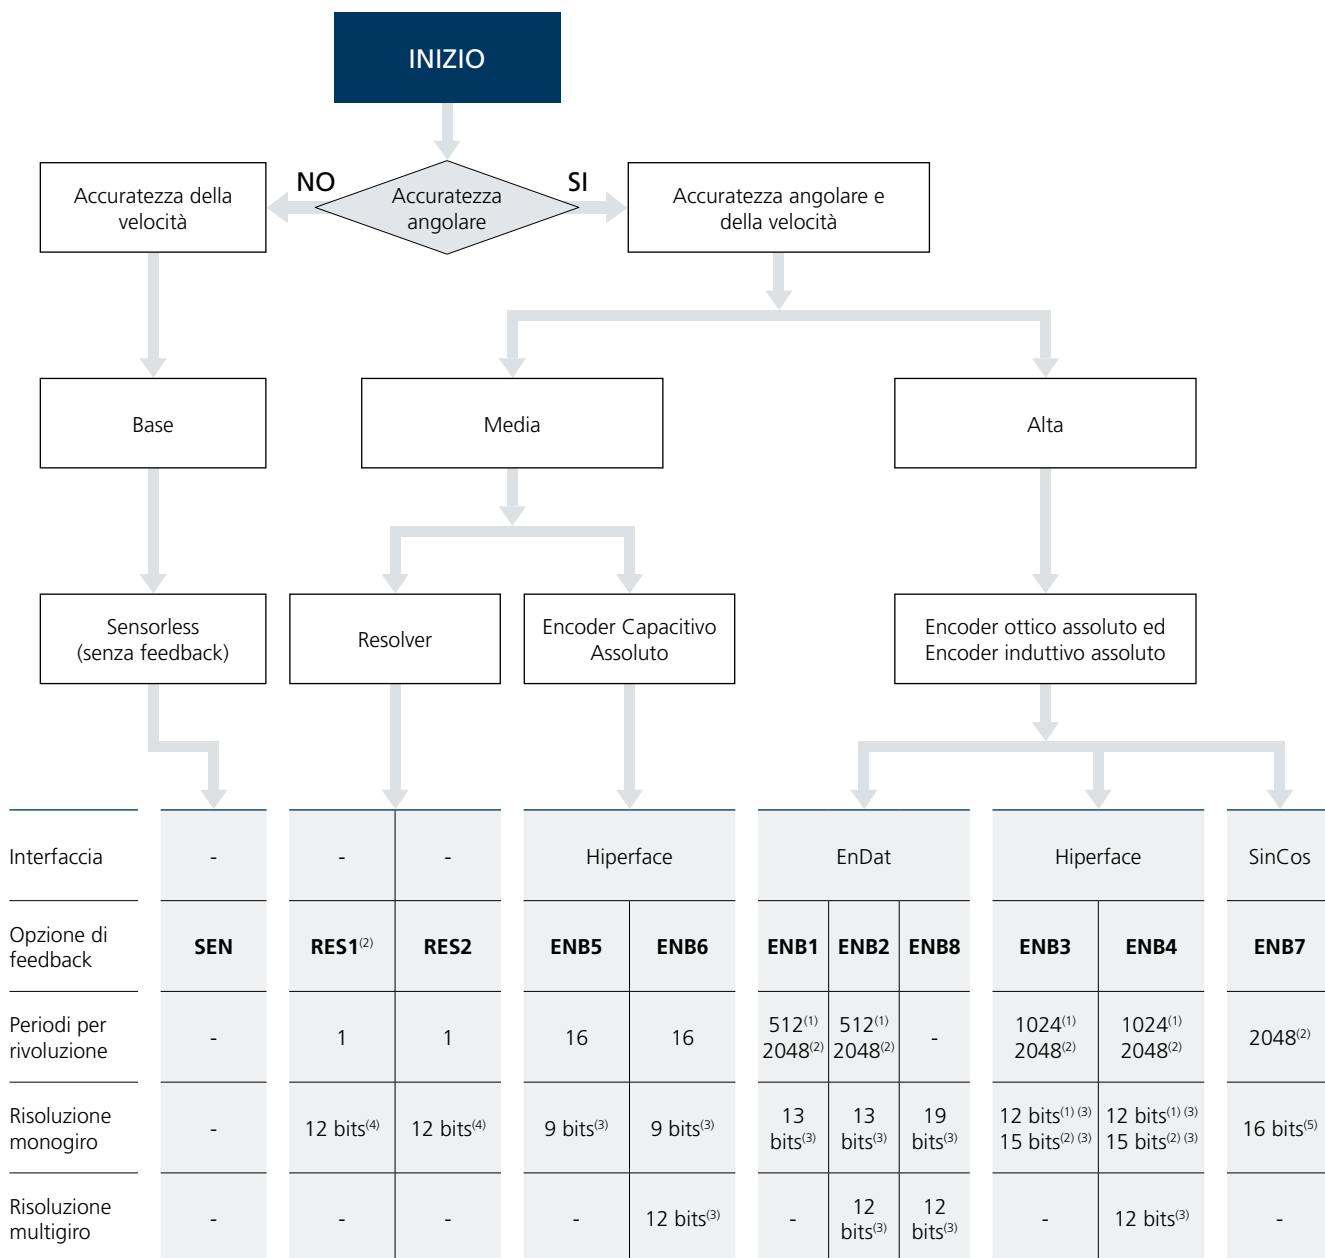 INIZIO
NO
SI
Accuratezza della
velocità
Accuratezza
angolare
Accuratezza angolare e
della velocità
Base
Media
Alta
Sensorless
(senza feedback)
Resolver
Encoder Capacitivo
Assoluto
Encoder ottico assoluto ed
Encoder induttivo assoluto
Interfaccia - - - Hiperface EnDat Hiperface SinCos
Opzione di
feedback
SEN RES1(2) RES2 ENB5 ENB6 ENB1 ENB2 ENB8 ENB3 ENB4 ENB7
Periodi per
rivoluzione
- 1 1 16 16
512(1)
2048(2)
512(1)
2048(2)
-
1024(1)
2048(2)
1024(1)
2048(2)
2048(2)
Risoluzione
monogiro
- 12 bits(4) 12 bits(4) 9 bits(3) 9 bits(3)
13
bits(3)
13
bits(3)
19
bits(3)
12 bits(1) (3)
15 bits(2) (3)
12 bits(1) (3)
15 bits(2) (3)
16 bits(5)
Risoluzione
multigiro
- - - - 12 bits(3) -
12
bits(3)
12
bits(3)
- 12 bits(3) -